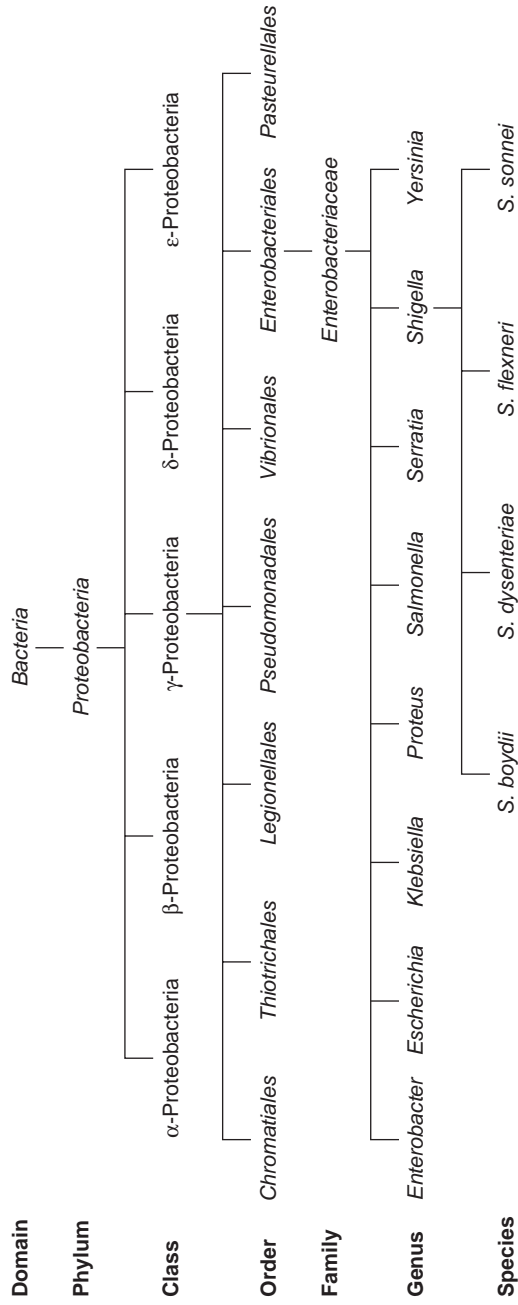 Domain Bacteria
Phylum Proteobacteria
Class α-Proteobacteria β-Proteobacteria γ-Proteobacteria δ-Proteobacteria ε-Proteobacteria
Order Chromatiales Thiotrichales Legionellales Pseudomonadales Vibrionales Enterobacteriales Pasteurellales
Family Enterobacteriaceae
Genus Enterobacter Escherichia Klebsiella Proteus Salmonella Serratia Shigella Yersinia
Species S. boydii S. dysenteriae S. flexneri S. sonnei